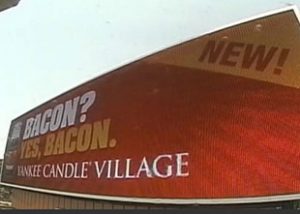 NEW!
BACON?
YES, BACON.
YANKEE CANDLE® VILLAGE